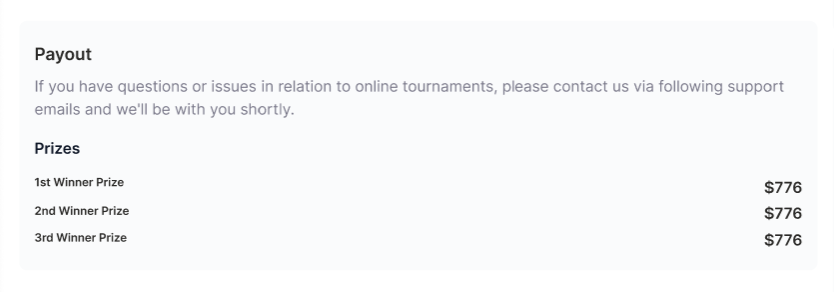 Payout
If you have questions or issues in relation to online tournaments, please contact us via following support
emails and we'll be with you shortly.
Prizes
1st Winner Prize $776
2nd Winner Prize $776
3rd Winner Prize $776